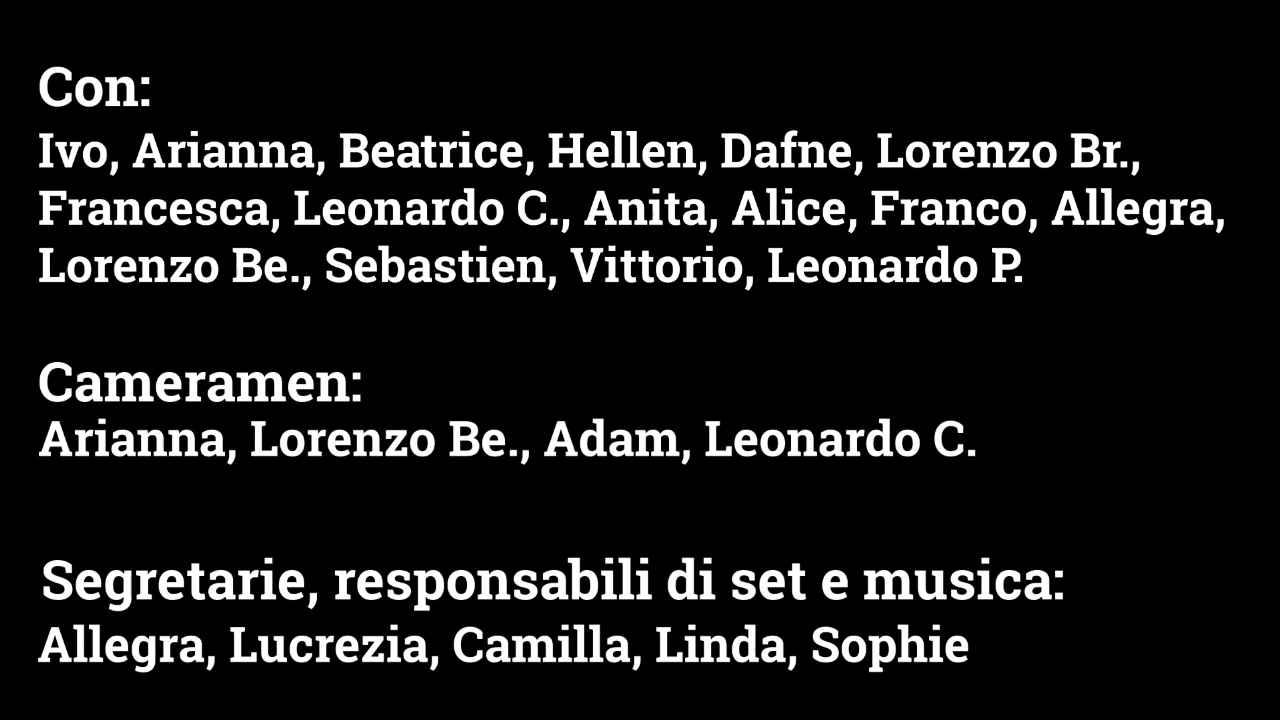 Con:
Ivo, Arianna, Beatrice, Hellen, Dafne, Lorenzo Br.,
Francesca, Leonardo C., Anita, Alice, Franco, Allegra,
Lorenzo Be., Sebastien, Vittorio, Leonardo P.
Cameramen:
Arianna, Lorenzo Be., Adam, Leonardo C.
Segretarie, responsabili di set e musica:
Allegra, Lucrezia, Camilla, Linda, Sophie